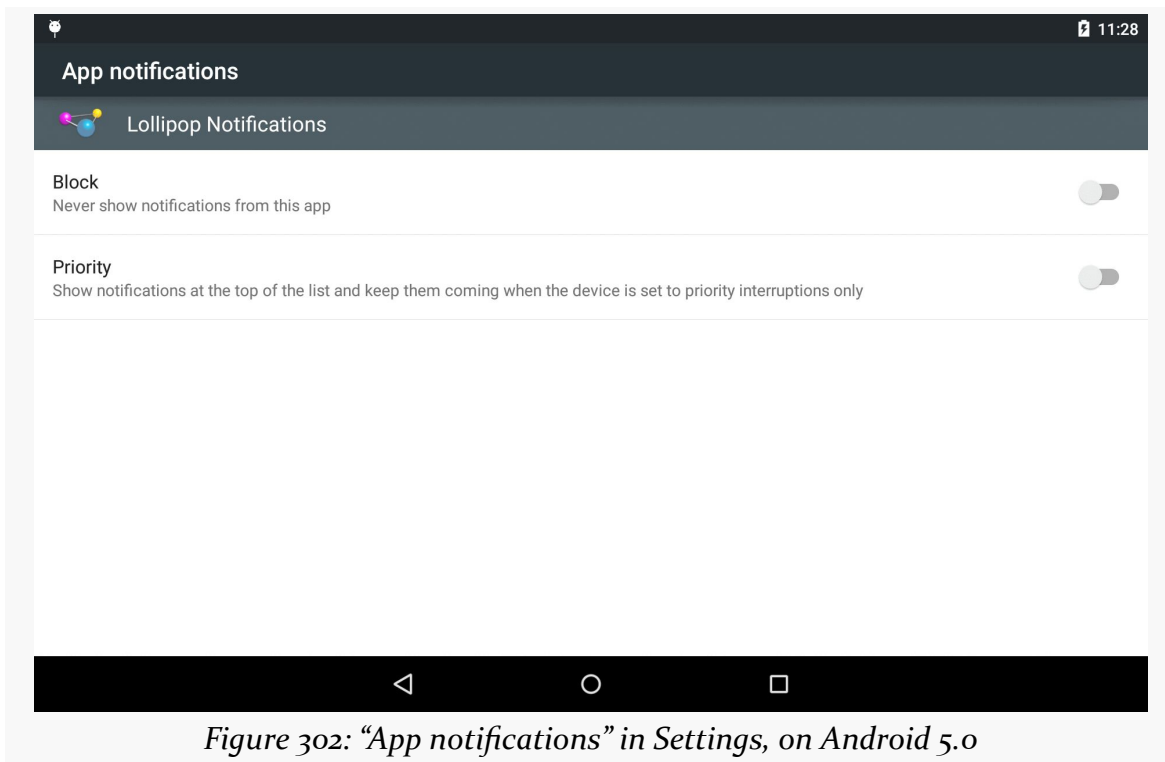 11:28
App notifications
Lollipop Notifications
Block
Never show notifications from this app
Priority
Show notifications at the top of the list and keep them coming when the device is set to priority interruptions only
Figure 302: “App notifications” in Settings, on Android 5.0